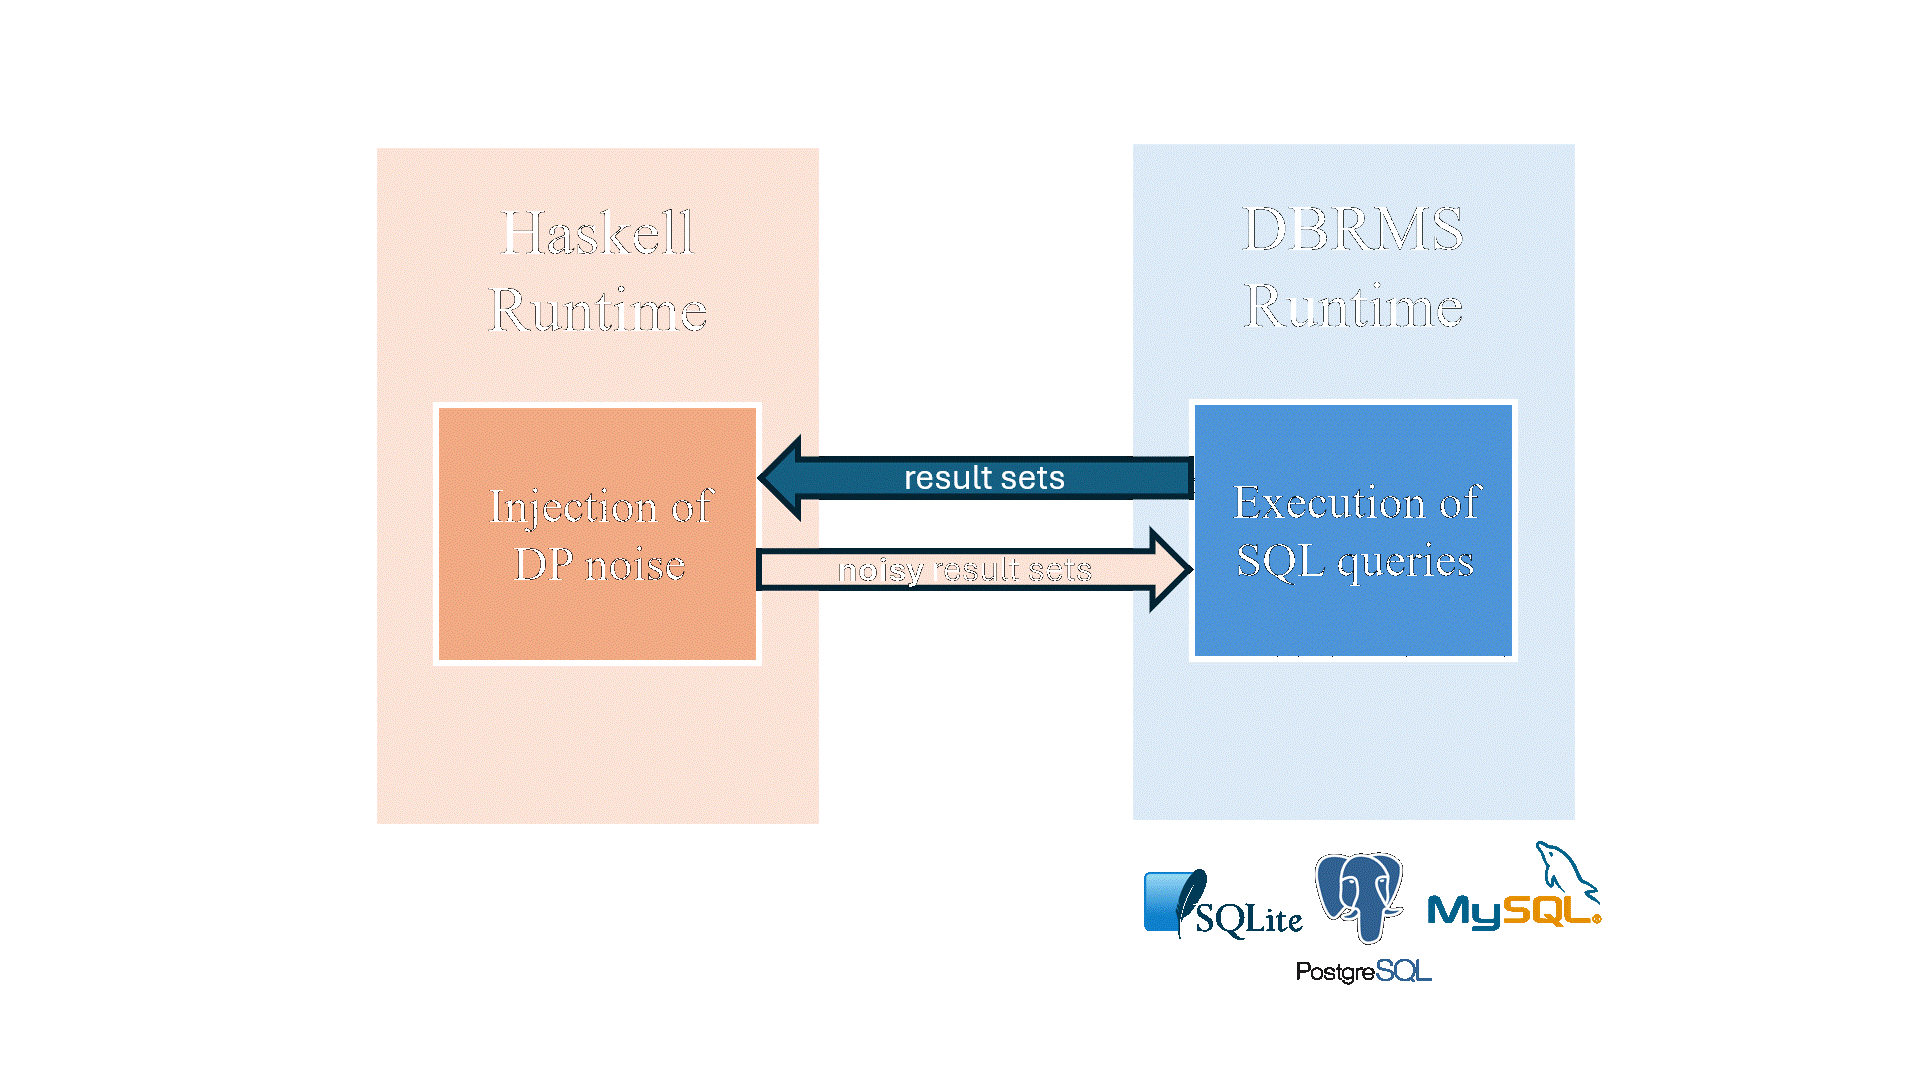 Haskell
Runtime
DBRMS
Runtime
Injection of
DP noise
result sets
noisy result sets
Execution of
SQL queries
SQLite
PostgreSQL
MySQL®